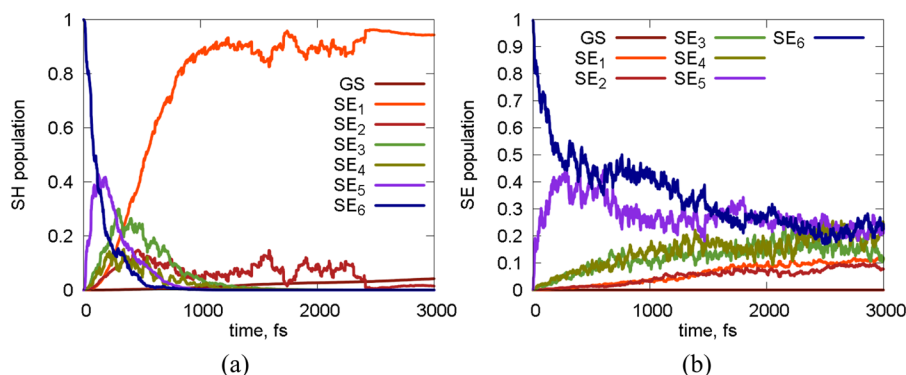 1
0.8
0.6
0.4
0.2
0
SH population
GS
SE1
SE2
SE3
SE4
SE5
SE6
0 1000 2000 3000
time, fs
(a)
1
0.9
0.8
0.7
0.6
0.5
0.4
0.3
0.2
0.1
0
SE population
GS SE3 SE6
SE1 SE4
SE2 SE5
0 1000 2000 3000
time, fs
(b)